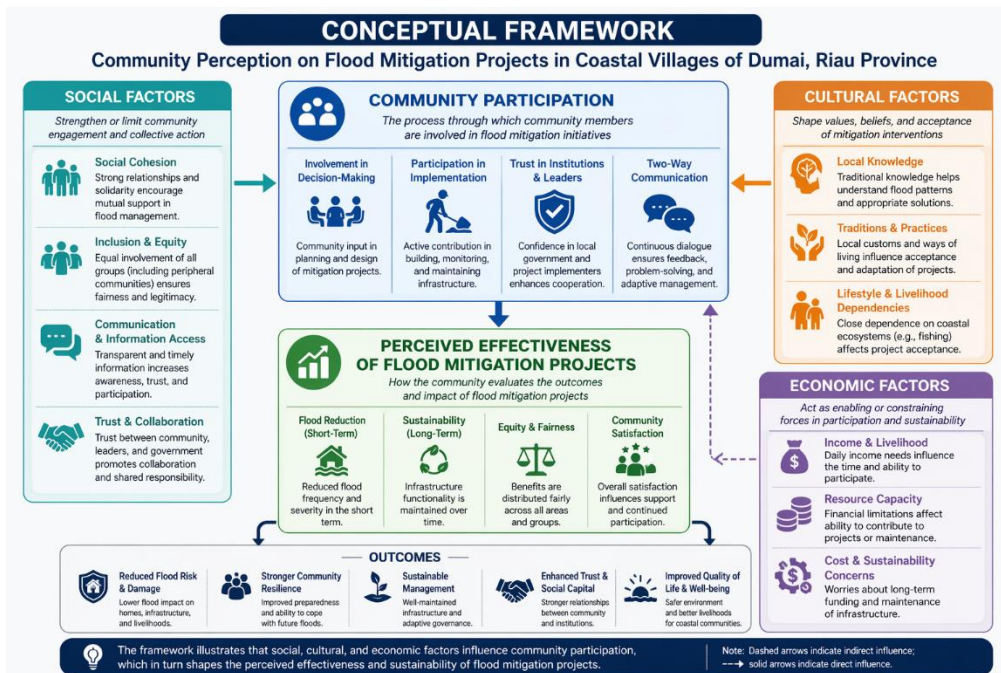 CONCEPTUAL FRAMEWORK
Community Perception on Flood Mitigation Projects in Coastal Villages of Dumai, Riau Province
SOCIAL FACTORS
Strengthen or limit community
engagement and collective action
Social Cohesion
Strong relationships and
solidarity encourage
mutual support in
flood management.
Inclusion & Equity
Equal involvement of all
groups (including peripheral
communities) ensures
fairness and legitimacy.
Communication
& Information Access
Transparent and timely
information increases
awareness, trust, and
participation.
Trust & Collaboration
Trust between community,
leaders, and government
promotes collaboration
and shared responsibility.
COMMUNITY PARTICIPATION
The process through which community members
are involved in flood mitigation initiatives
Involvement in
Decision-Making
Community input in
planning and design
of mitigation projects.
Participation in
Implementation
Active contribution in
building, monitoring,
and maintaining
infrastructure.
Trust in Institutions
& Leaders
Confidence in local
government and
project implementers
enhances cooperation.
Two-Way
Communication
Continuous dialogue
ensures feedback,
problem-solving, and
adaptive management.
PERCEIVED EFFECTIVENESS
OF FLOOD MITIGATION PROJECTS
How the community evaluates the outcomes
and impact of flood mitigation projects
Flood Reduction
(Short-Term)
Reduced flood
frequency and
severity in the short
term.
Sustainability
(Long-Term)
Infrastructure
functionality is
maintained over
time.
Equity & Fairness
Benefits are
distributed fairly
across all areas
and groups.
Community
Satisfaction
Overall satisfaction
influences support
and continued
participation.
CULTURAL FACTORS
Shape values, beliefs, and acceptance
of mitigation interventions
Local Knowledge
Traditional knowledge helps
understand flood patterns
and appropriate solutions.
Traditions & Practices
Local customs and ways of
living influence acceptance
and adaptation of projects.
Lifestyle & Livelihood
Dependencies
Close dependence on coastal
ecosystems (e.g., fishing)
affects project acceptance.
ECONOMIC FACTORS
Act as enabling or constraining
forces in participation and sustainability
$
Income & Livelihood
Daily income needs influence
the time and ability to
participate.
Resource Capacity
Financial limitations affect
ability to contribute to
projects or maintenance.
$
Cost & Sustainability
Concerns
Worries about long-term
funding and maintenance
of infrastructure.
OUTCOMES
Reduced Flood Risk
& Damage
Lower flood impact on
homes, infrastructure,
and livelihoods.
Stronger Community
Resilience
Improved preparedness
and ability to cope
with future floods.
Sustainable
Management
Well-maintained
infrastructure and
adaptive governance.
Enhanced Trust &
Social Capital
Stronger relationships
between community
and institutions.
Improved Quality of
Life & Well-being
Safer environment
and better livelihoods
for coastal communities.
The framework illustrates that social, cultural, and economic factors influence community participation,
which in turn shapes the perceived effectiveness and sustainability of flood mitigation projects.
Note: Dashed arrows indicate indirect influence;
solid arrows indicate direct influence.